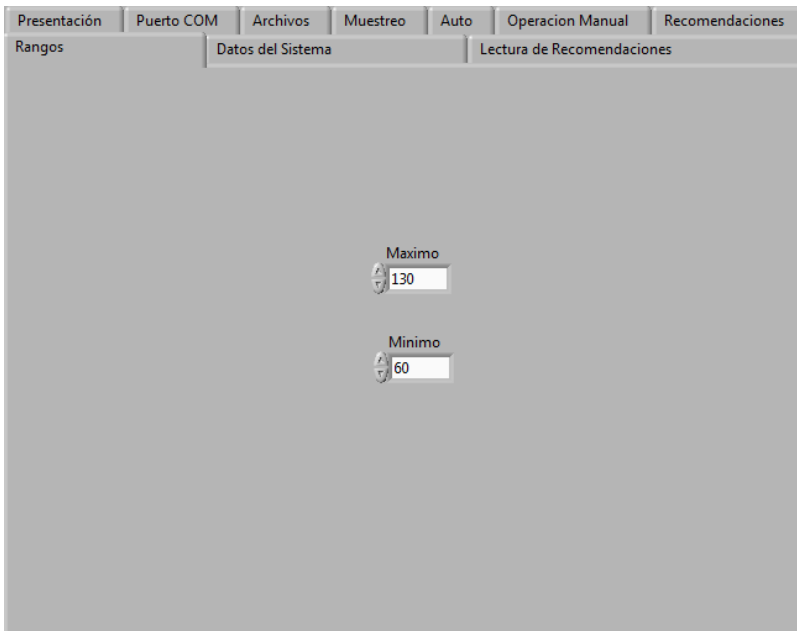 Presentación Puerto COM Archivos Muestreo Auto Operacion Manual Recomendaciones
Rangos Datos del Sistema Lectura de Recomendaciones
Maximo
130
Minimo
60